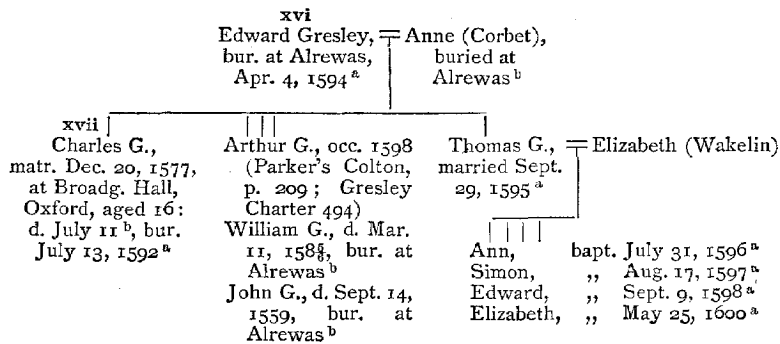 xvi
Edward Gresley, = Anne (Corbet),
bur. at Alrewas, buried at
Apr. 4, 1594 a Alrewas b
xvii
Charles G.,
matr. Dec. 20, 1577,
at Broadg. Hall,
Oxford, aged 16:
d. July 11 b, bur.
July 13, 1592 a
Arthur G., occ. 1598
(Parker's Colton,
p. 209; Gresley
Charter 494)
William G., d. Mar.
11, 158, bur. at
Alrewas b
John G., d. Sept. 14,
1559, bur. at
Alrewas b
Thomas G., = Elizabeth (Wakelin)
married Sept.
29, 1595 a
Ann, bapt. July 31, 1596 a
Simon, ,, Aug. 17, 1597 a
Edward, ,, Sept. 9, 1598 a
Elizabeth, ,, May 25, 1600 a